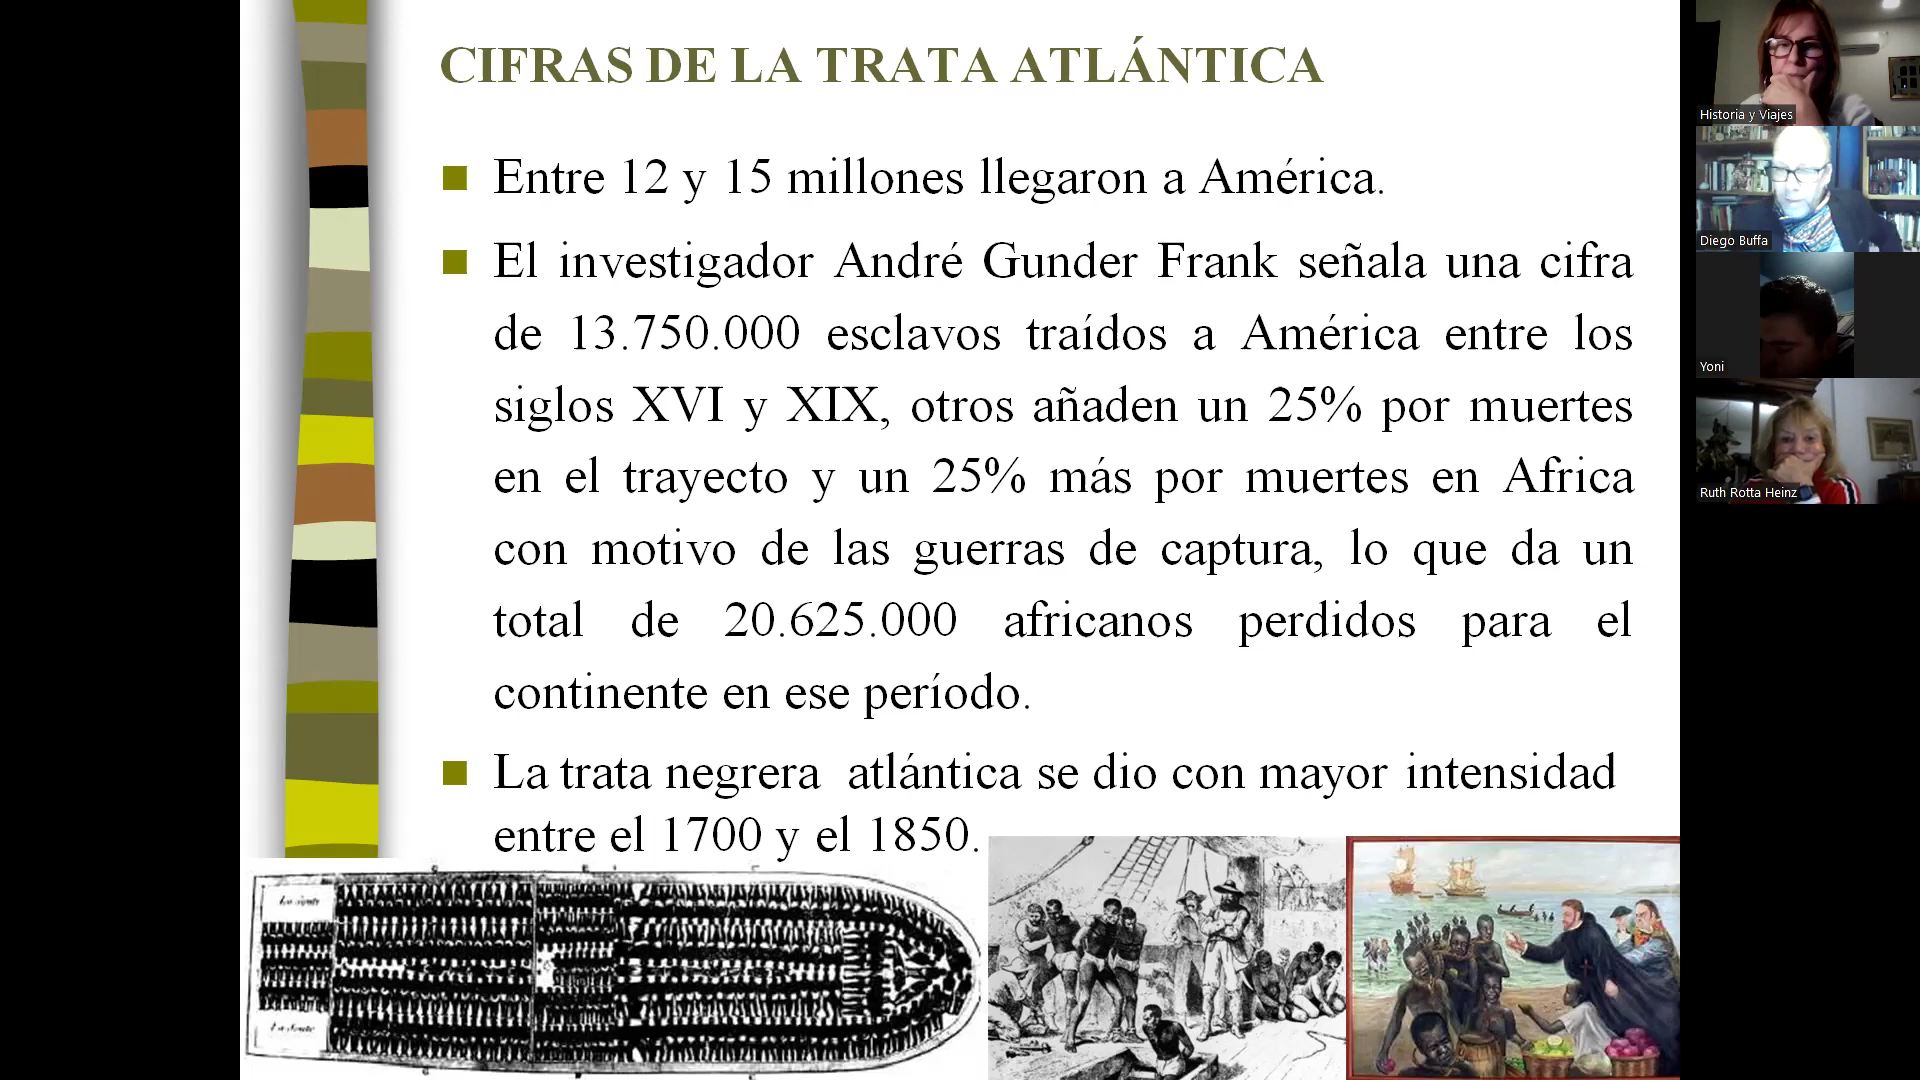 CIFRAS DE LA TRATA ATLÁNTICA
Entre 12 y 15 millones llegaron a América.
El investigador André Gunder Frank señala una cifra
de 13.750.000 esclavos traídos a América entre los
siglos XVI y XIX, otros añaden un 25% por muertes
en el trayecto y un 25% más por muertes en Africa
con motivo de las guerras de captura, lo que da un
total de 20.625.000 africanos perdidos para el
continente en ese período.
La trata negrera atlántica se dio con mayor intensidad
entre el 1700 y el 1850.
Historia y Viajes
Diego Buffa
Yoni
Ruth Rotta Heinz